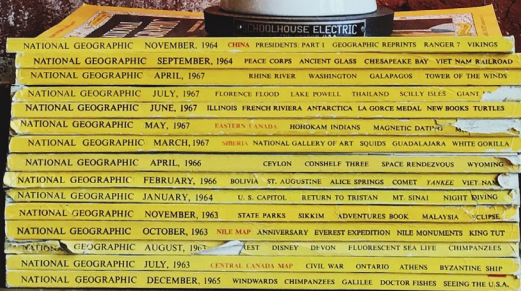 SCHOOLHOUSE ELECTRIC
NATIONAL GEOGRAPHIC NOVEMBER, 1964 CHINA PRESIDENTS: PART I GEOGRAPHIC REPRINTS RANGER 7 VIKINGS
NATIONAL GEOGRAPHIC SEPTEMBER, 1964 PEACE CORPS ANCIENT GLASS CHESAPEAKE BAY VIET NAM RAILROAD
NATIONAL GEOGRAPHIC APRIL, 1967 RHINE RIVER WASHINGTON GALAPAGOS TOWER OF THE WINDS
NATIONAL GEOGRAPHIC JULY, 1967 FLORENCE FLOOD LAKE POWELL THAILAND SCILLY ISLES GIANT
NATIONAL GEOGRAPHIC JUNE, 1967 ILLINOIS FRENCH RIVIERA ANTARCTICA LA GORCE MEDAL NEW BOOKS TURTLES
NATIONAL GEOGRAPHIC MAY, 1967 EASTERN CANADA HOHOKAM INDIANS MAGNETIC DATING
NATIONAL GEOGRAPHIC MARCH, 1967 SIBERIA NATIONAL GALLERY OF ART SQUIDS GUADALAJARA WHITE GORILLA
NATIONAL GEOGRAPHIC APRIL, 1966 CEYLON CONSHELF THREE SPACE RENDEZVOUS WYOMING
NATIONAL GEOGRAPHIC FEBRUARY, 1966 BOLIVIA ST. AUGUSTINE ALICE SPRINGS COMET YANKEE VIET NAM
NATIONAL GEOGRAPHIC JANUARY, 1964 U. S. CAPITOL RETURN TO TRISTAN MT. SINAI NIGHT DIVING
NATIONAL GEOGRAPHIC NOVEMBER, 1963 STATE PARKS SIKKIM ADVENTURES BOOK MALAYSIA ECLIPSE
NATIONAL GEOGRAPHIC OCTOBER, 1963 NILE MAP ANNIVERSARY EVEREST EXPEDITION NILE MONUMENTS KING TUT
NATIONAL GEOGRAPHIC AUGUST, 1963 DISNEY DEVON FLUORESCENT SEA LIFE CHIMPANZEES
NATIONAL GEOGRAPHIC JULY, 1963 CENTRAL CANADA MAP CIVIL WAR ONTARIO ATHENS BYZANTINE SHIP
NATIONAL GEOGRAPHIC DECEMBER, 1965 WINDWARDS CHIMPANZEES GALILEE DOCTOR FISHES SEEING THE U.S.A.